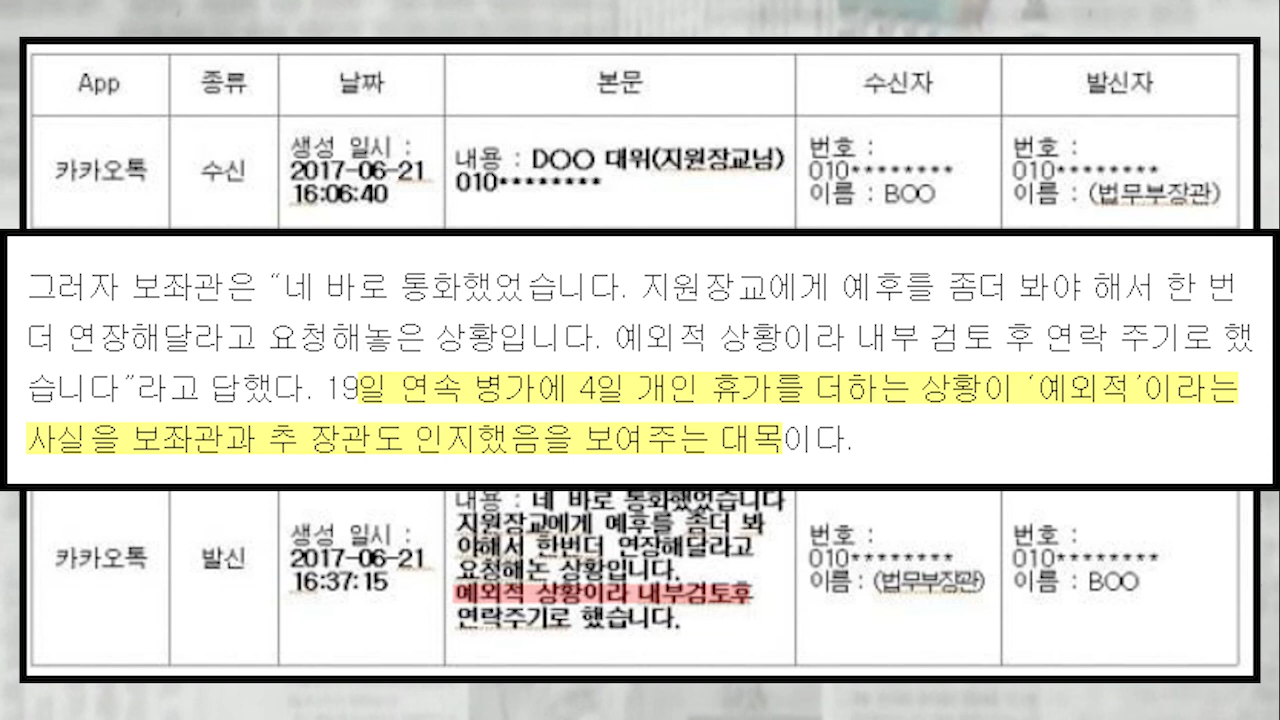 App 종류 날짜 본문 수신자 발신자
카카오톡 수신
생성 일시 :
2017-06-21
16:06:40
내용 : DOO 대위(지원장교님)
010********
번호 :
010********
이름 : BOO
번호 :
010********
이름 : (법무부장관)
그러자 보좌관은 “네 바로 통화했었습니다. 지원장교에게 예후를 좀더 봐야 해서 한 번
더 연장해달라고 요청해놓은 상황입니다. 예외적 상황이라 내부 검토 후 연락 주기로 했
습니다”라고 답했다. 19일 연속 병가에 4일 개인 휴가를 더하는 상황이 ‘예외적’이라는
사실을 보좌관과 추 장관도 인지했음을 보여주는 대목이다.
카카오톡 발신
생성 일시 :
2017-06-21
16:37:15
내용 : 네 바로 통화했었습니다
지원장교에게 예후를 좀더 봐
야해서 한번더 연장해달라고
요청해논 상황입니다.
예외적 상황이라 내부검토후
연락주기로 했습니다.
번호 :
010********
이름 : (법무부장관)
번호 :
010********
이름 : BOO